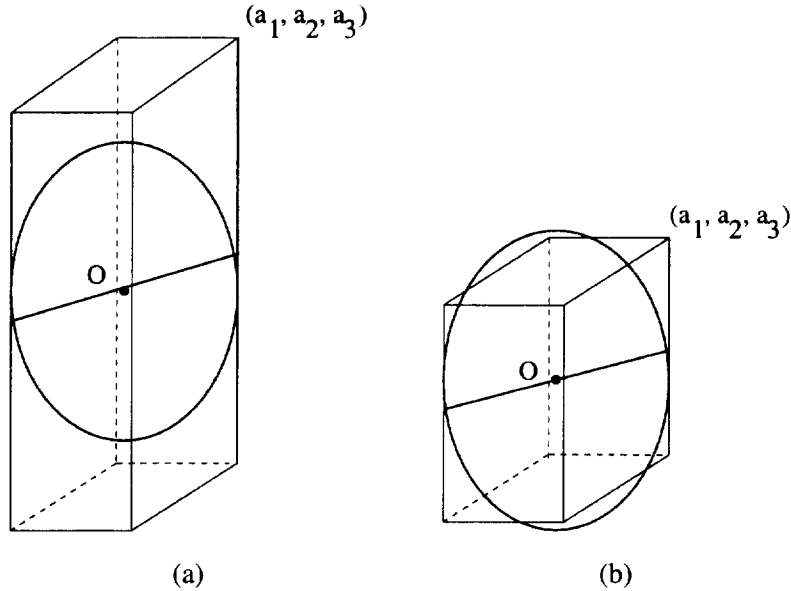 (a₁, a₂, a₃)
O
(a)
(a₁, a₂, a₃)
O
(b)